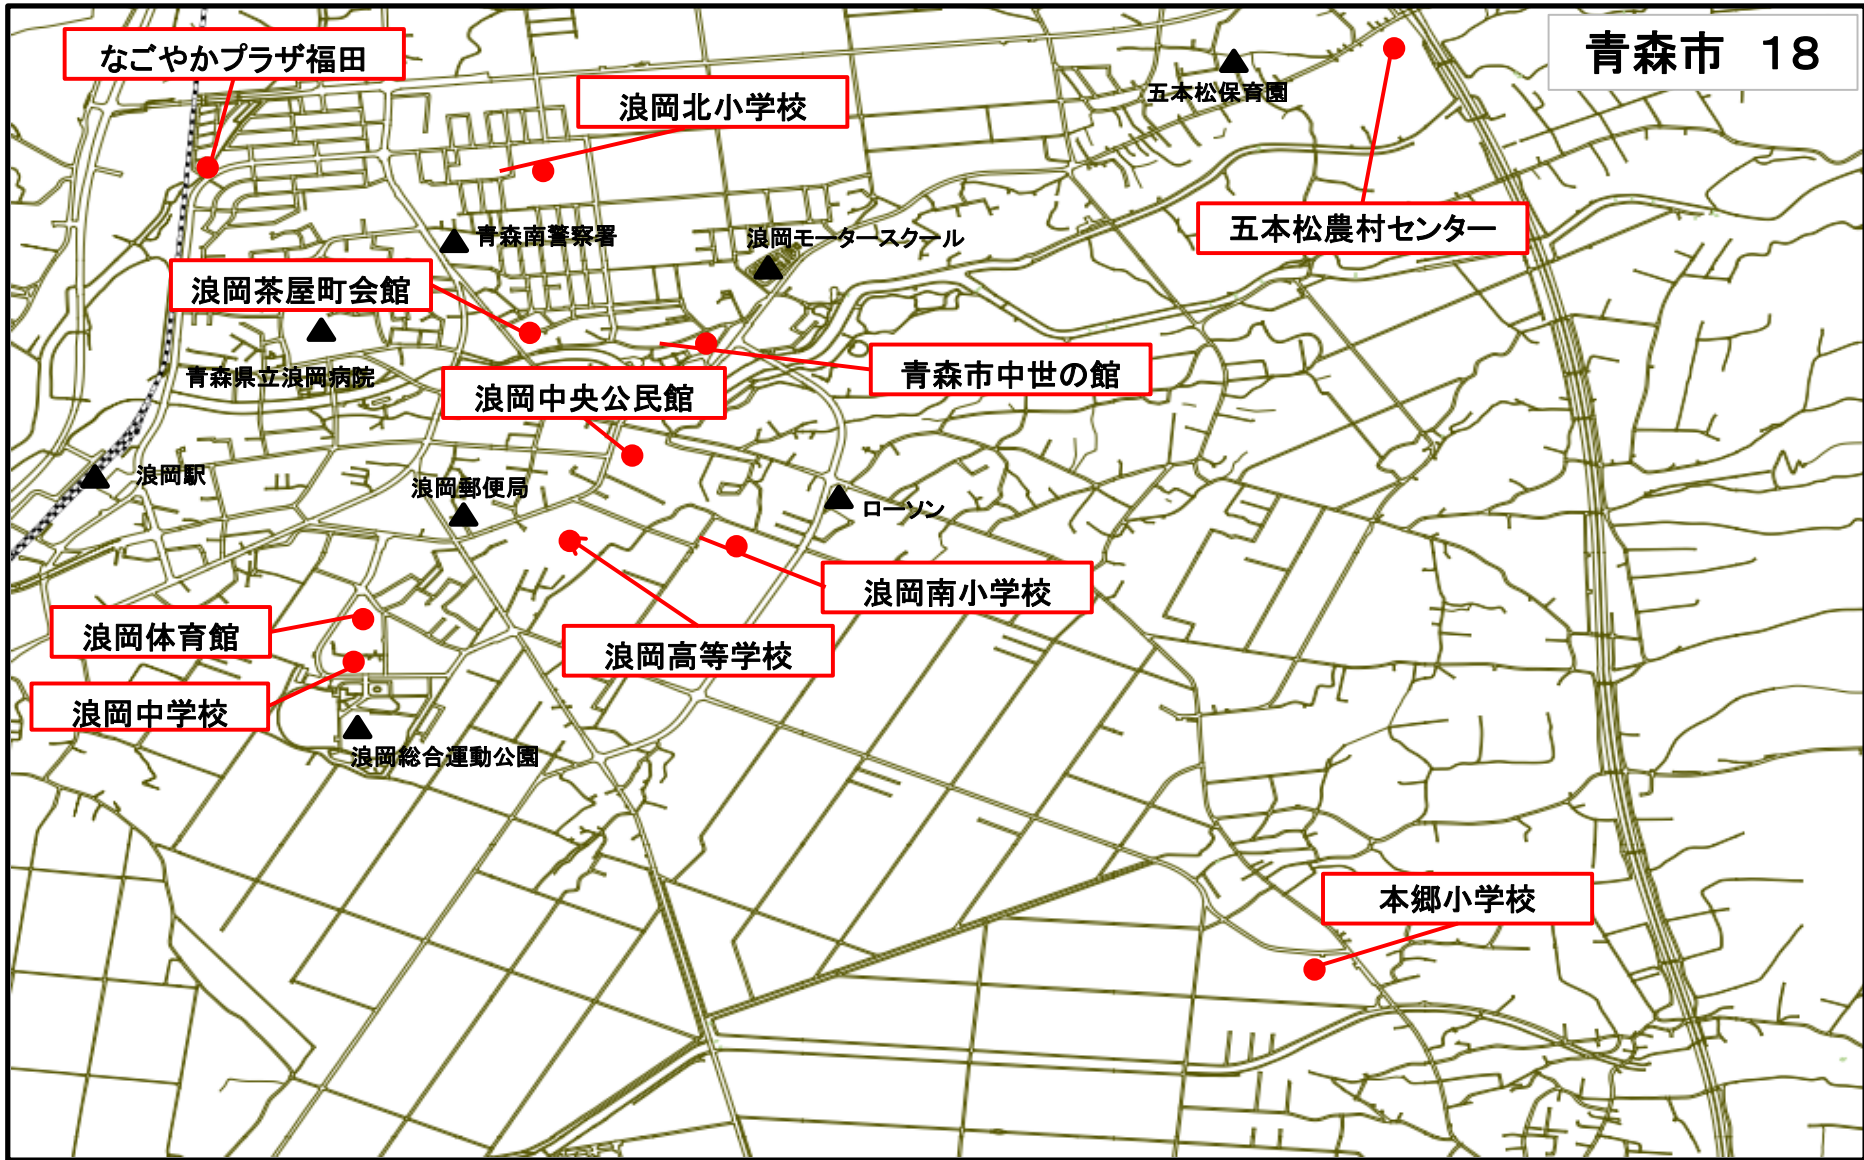 青森市 18
なごやかプラザ福田
浪岡北小学校
五本松保育園
五本松農村センター
青森南警察署
浪岡モータースクール
浪岡茶屋町会館
青森県立浪岡病院
青森市中世の館
浪岡中央公民館
浪岡駅
浪岡郵便局
ローソン
浪岡南小学校
浪岡体育館
浪岡高等学校
浪岡中学校
浪岡総合運動公園
本郷小学校